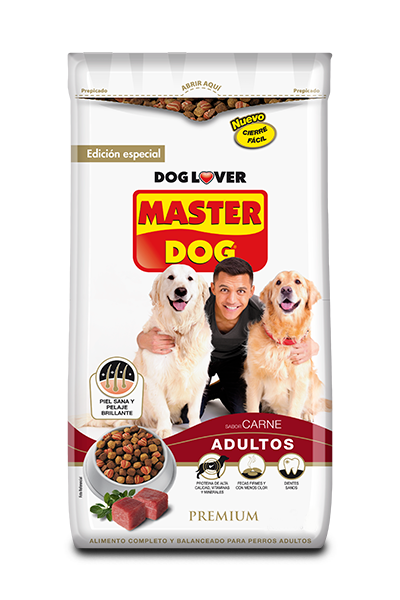 Prepicado
ABRIR AQUÍ
Prepicado
Nuevo
CIERRE
FÁCIL
Edición especial
DOG LOVER
MASTER
DOG
PIEL SANA Y
PELAJE
BRILLANTE
SABOR CARNE
ADULTOS
PROTEÍNA DE ALTA
CALIDAD, VITAMINAS
Y MINERALES
FECAS FIRMES Y
CON MENOS OLOR
DIENTES
SANOS
Foto Referencial
PREMIUM
ALIMENTO COMPLETO Y BALANCEADO PARA PERROS ADULTOS